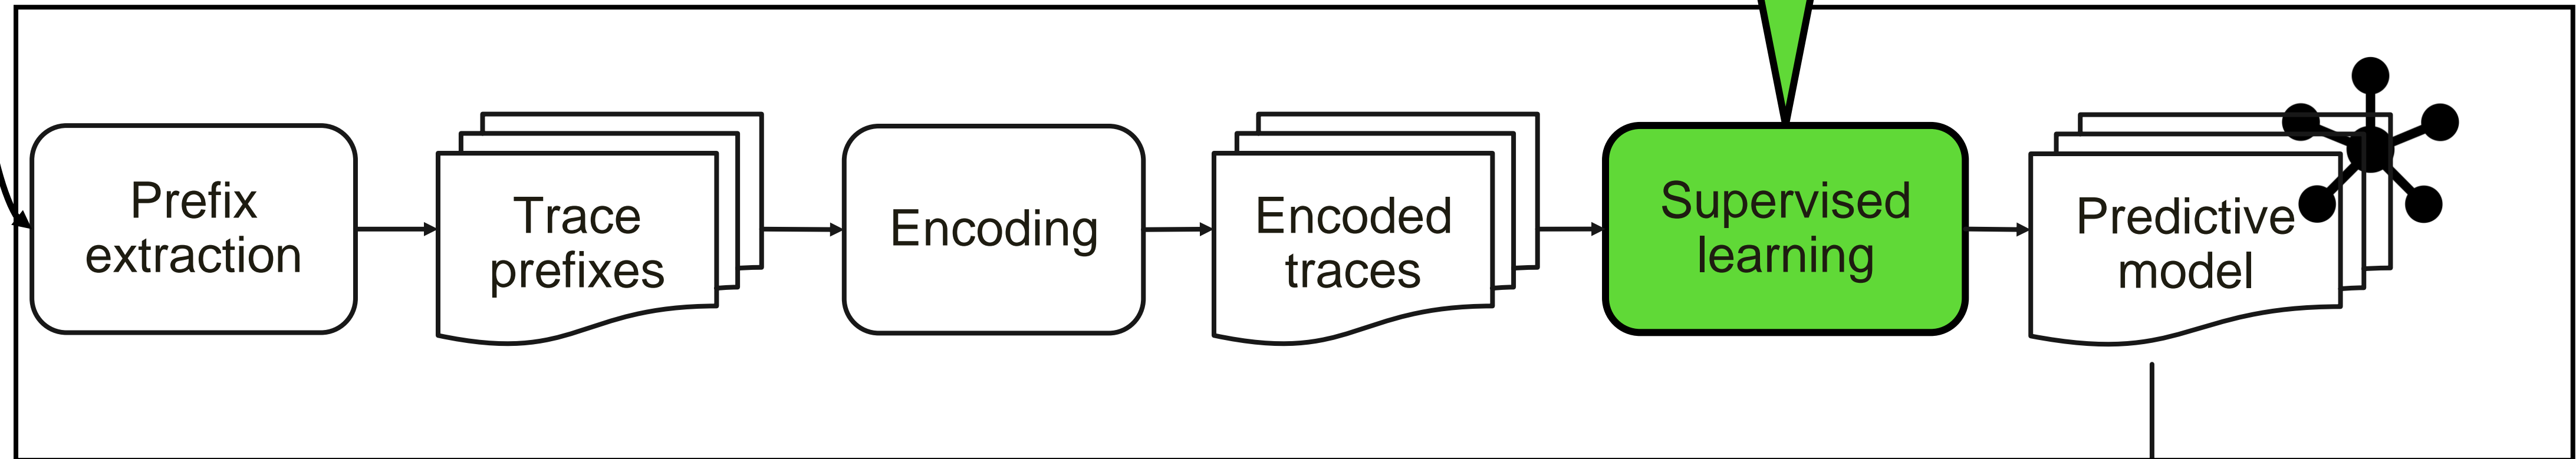 Prefix
extraction
Trace
prefixes
Encoding
Encoded
traces
Supervised
learning
Predictive
model